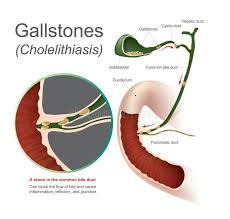 Gallstones
(Cholelithiasis)
Cystic duct
Hepatic duct
Gallstones
Gallbladder
Common bile duct
Duodenum
Pancreatic duct
A stone in the common bile duct
Can block the flow of bile and cause
inflammation, infection, and jaundice.